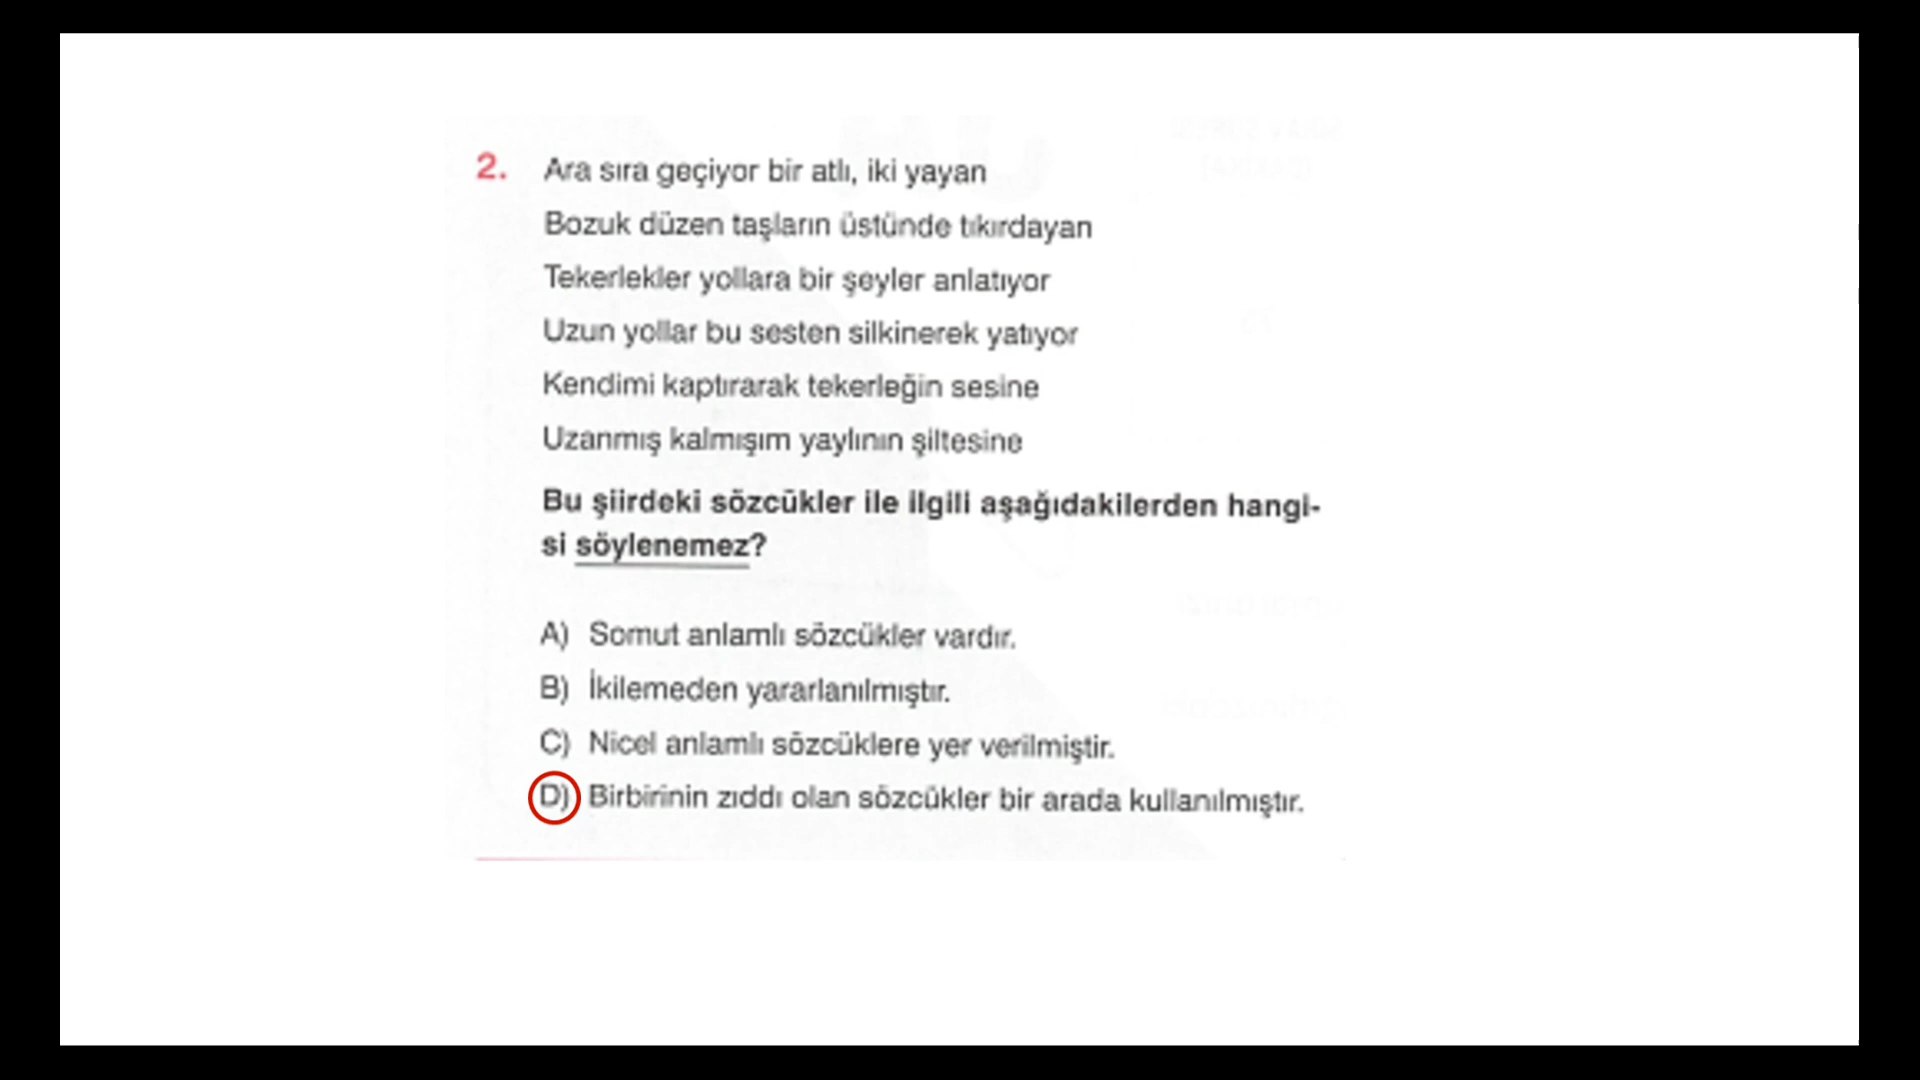 2. Ara sıra geçiyor bir atlı, iki yayan
Bozuk düzen taşların üstünde tıkırdayan
Tekerlekler yollara bir şeyler anlatıyor
Uzun yollar bu sesten silkinerek yatıyor
Kendimi kaptırarak tekerleğin sesine
Uzanmış kalmışım yaylının şiltesine
Bu şiirdeki sözcükler ile ilgili aşağıdakilerden hangi-
si söylenemez?
A) Somut anlamlı sözcükler vardır.
B) İkilemeden yararlanılmıştır.
C) Nicel anlamlı sözcüklere yer verilmiştir.
D) Birbirinin zıddı olan sözcükler bir arada kullanılmıştır.